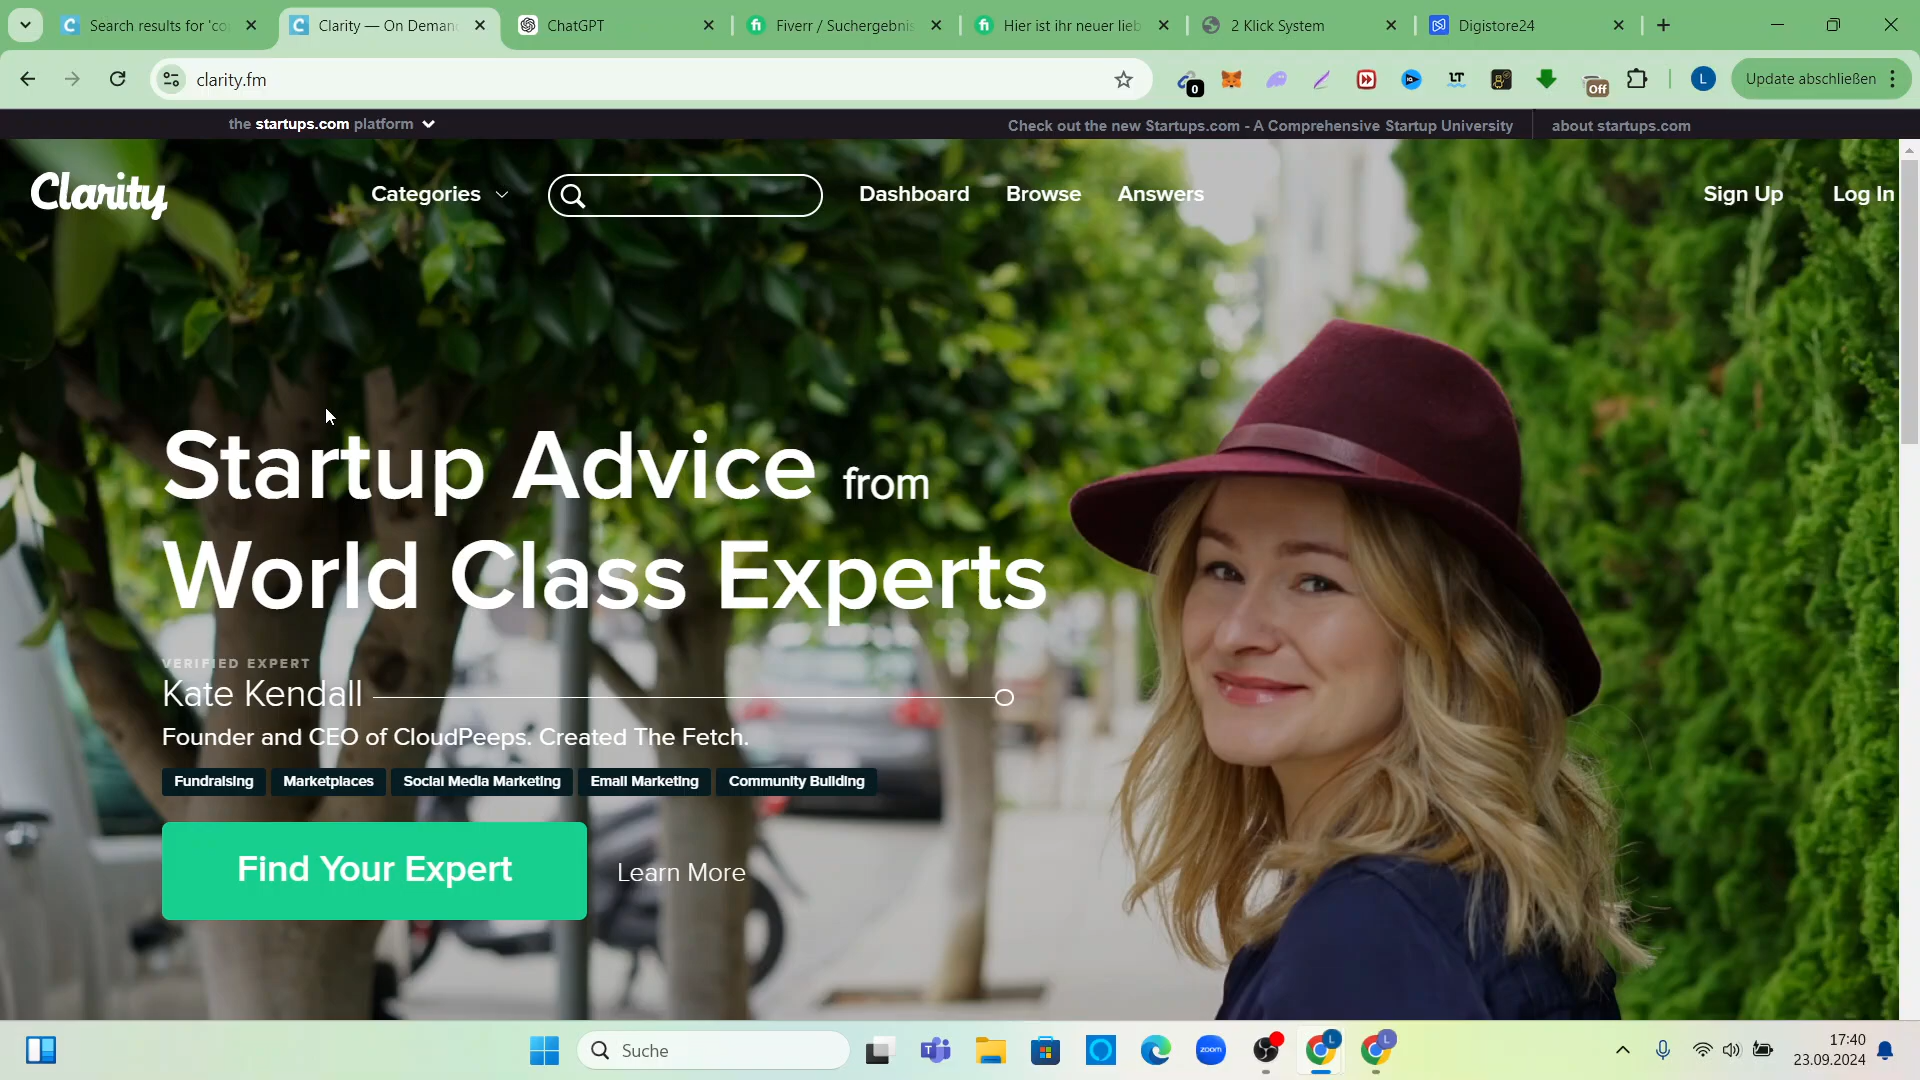 Search results for 'co
Clarity — On Deman
ChatGPT
Fiverr / Suchergebnis
Hier ist ihr neuer lieb
2 Klick System
Digistore24
clarity.fm
0
LT
Off
L
Update abschließen
the startups.com platform
Check out the new Startups.com - A Comprehensive Startup University
about startups.com
Clarity
Categories
Dashboard
Browse
Answers
Sign Up
Log In
Startup Advice from
World Class Experts
VERIFIED EXPERT
Kate Kendall
Founder and CEO of CloudPeeps. Created The Fetch.
Fundraising
Marketplaces
Social Media Marketing
Email Marketing
Community Building
Find Your Expert
Learn More
Suche
zoom
L
L
17:40
23.09.2024